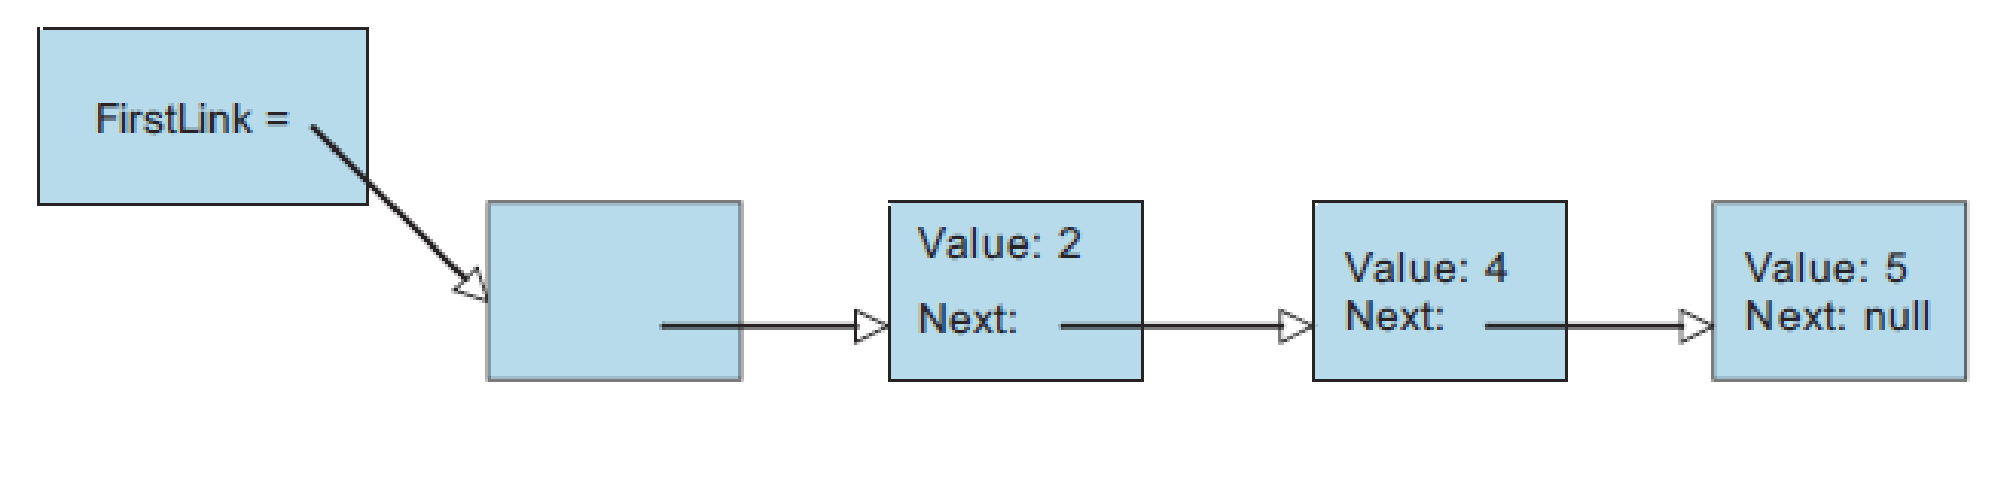 FirstLink =
Value: 2
Next:
Value: 4
Next:
Value: 5
Next: null